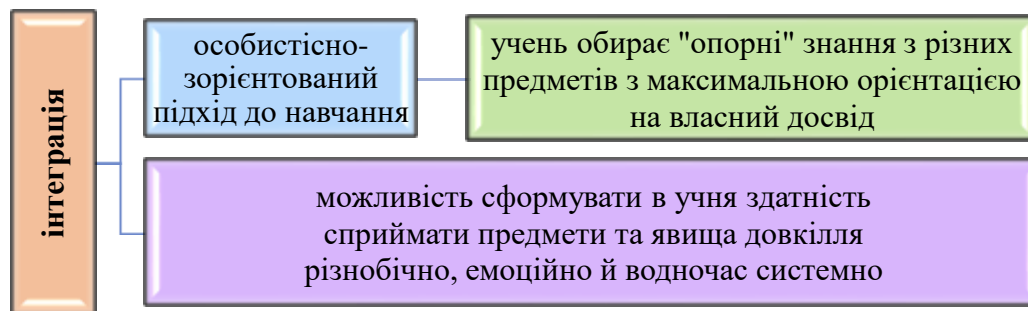 інтеграція
особистісно-
зорієнтований
підхід до навчання
учень обирає "опорні" знання з різних
предметів з максимальною орієнтацією
на власний досвід
можливість сформувати в учня здатність
сприймати предмети та явища довкілля
різнобічно, емоційно й водночас системно